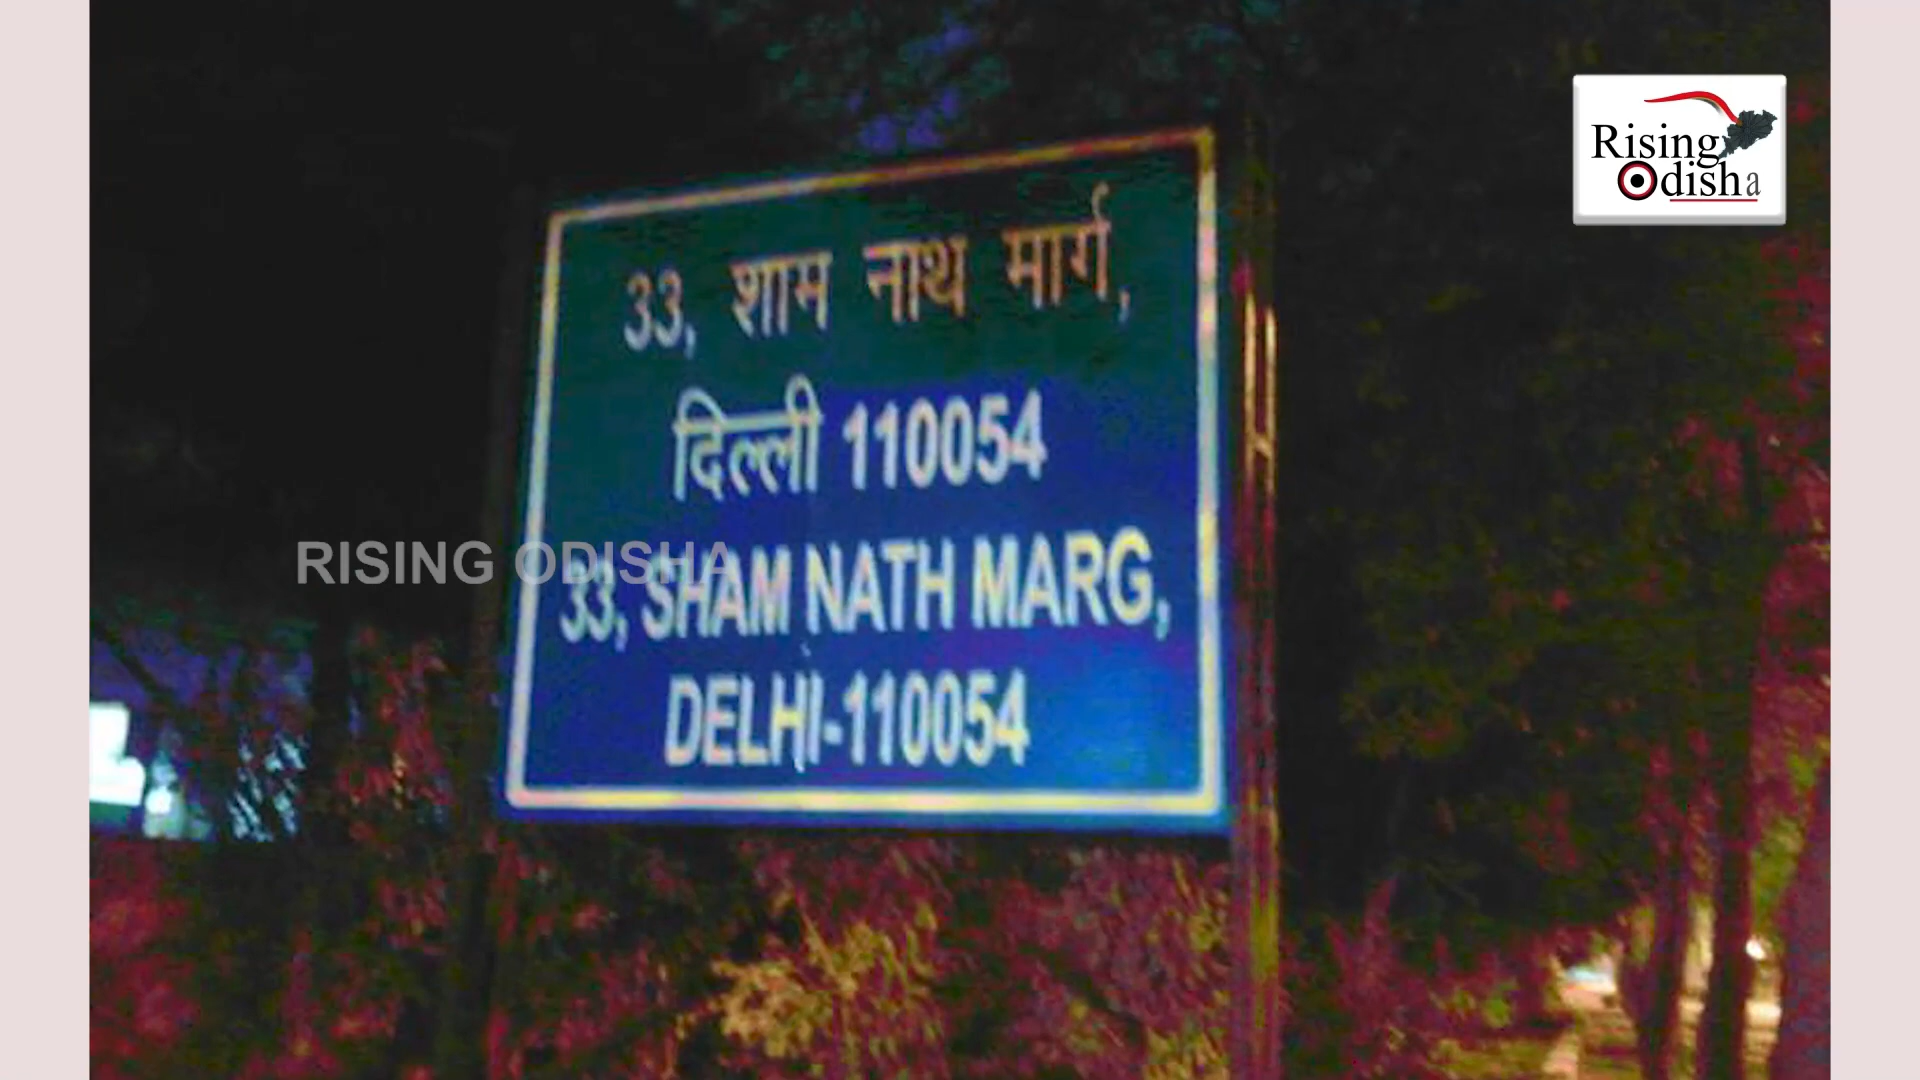 33, शाम नाथ मार्ग,
दिल्ली 110054
33, SHAM NATH MARG,
DELHI-110054
RISING ODISHA
Rising
Odisha